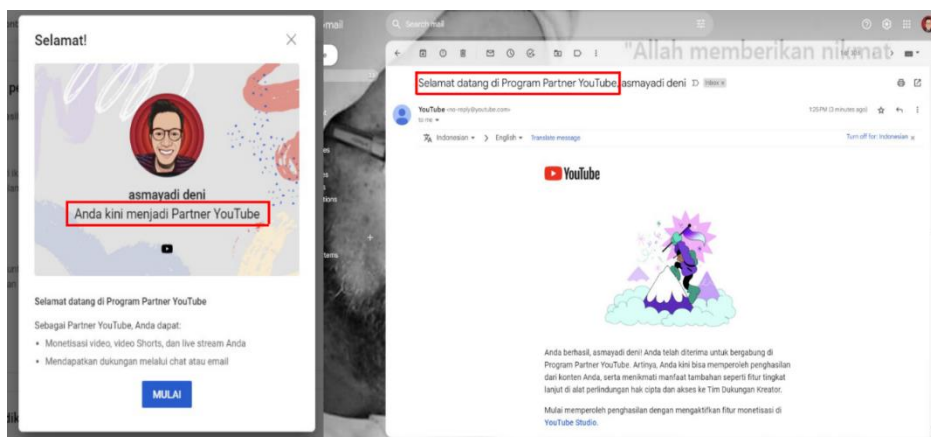 Selamat!
asmayadi deni
Anda kini menjadi Partner YouTube
Selamat datang di Program Partner YouTube
Sebagai Partner YouTube, Anda dapat:
• Monetisasi video, video Shorts, dan live stream Anda
• Mendapatkan dukungan melalui chat atau email
MULAI
mail
Search mail
"Allah memberikan nikmat
Selamat datang di Program Partner YouTube, asmayadi deni
Inbox x
YouTube <no-reply@youtube.com>
to me
1:25 PM (3 minutes ago)
Indonesian > English Translate message
Turn off for: Indonesian x
YouTube
Anda berhasil, asmayadi deni! Anda telah diterima untuk bergabung di
Program Partner YouTube. Artinya, Anda kini bisa memperoleh penghasilan
dari konten Anda, serta menikmati manfaat tambahan seperti fitur tingkat
lanjut di alat perlindungan hak cipta dan akses ke Tim Dukungan Kreator.
Mulai memperoleh penghasilan dengan mengaktifkan fitur monetisasi di
YouTube Studio.